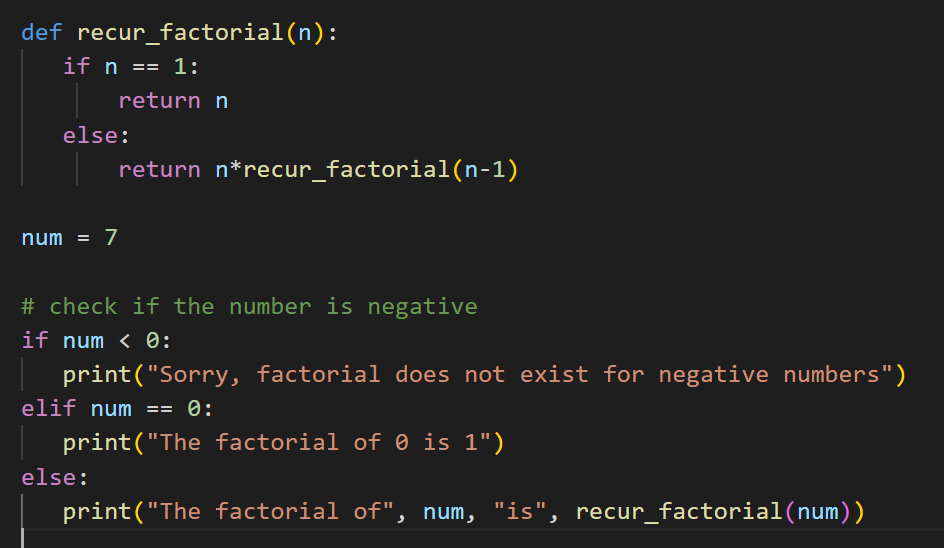 def recur_factorial(n):
   if n == 1:
       return n
   else:
       return n*recur_factorial(n-1)

num = 7

# check if the number is negative
if num < 0:
   print("Sorry, factorial does not exist for negative numbers")
elif num == 0:
   print("The factorial of 0 is 1")
else:
   print("The factorial of", num, "is", recur_factorial(num))